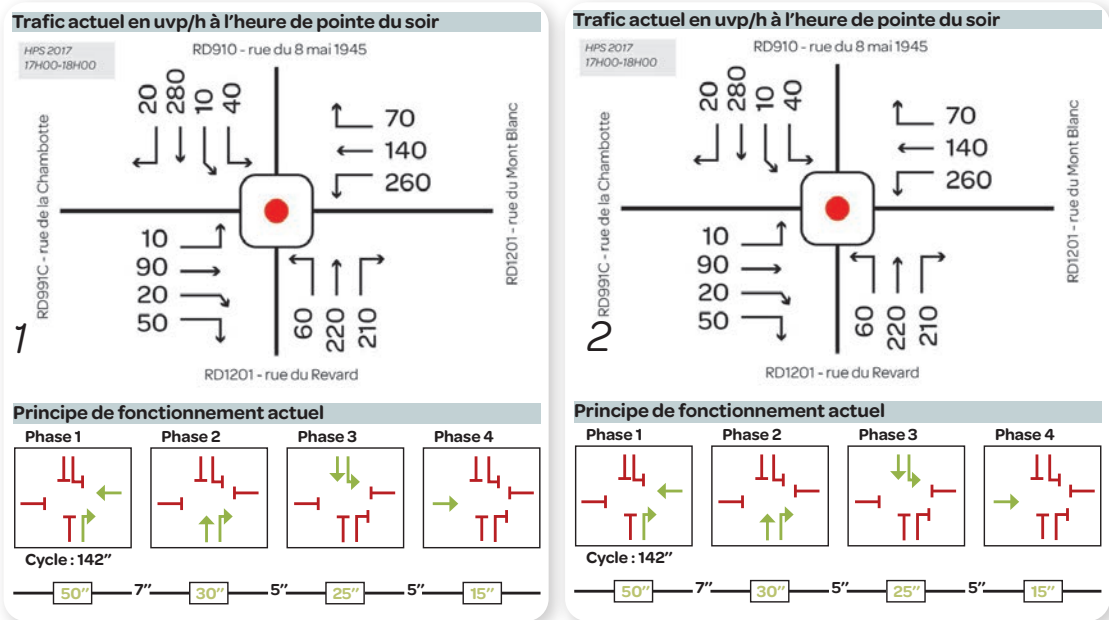 Trafic actuel en uvp/h à l'heure de pointe du soir
HPS 2017
17H00-18H00
RD910 - rue du 8 mai 1945
20
280
10
40
70
140
260
RD991C - rue de la Chambotte
RD1201 - rue du Mont Blanc
10
90
20
50
60
220
210
1
RD1201 - rue du Revard
Principe de fonctionnement actuel
Phase 1 Phase 2 Phase 3 Phase 4
Cycle : 142’’
50’’ 7’’ 30’’ 5’’ 25’’ 5’’ 15’’
Trafic actuel en uvp/h à l’heure de pointe du soir
HPS 2017
17H00-18H00
RD910 - rue du 8 mai 1945
20
280
10
40
70
140
260
RD991C - rue de la Chambotte
RD1201 - rue du Mont Blanc
10
90
20
50
60
220
210
2
RD1201 - rue du Revard
Principe de fonctionnement actuel
Phase 1 Phase 2 Phase 3 Phase 4
Cycle : 142’’
50’’ 7’’ 30’’ 5’’ 25’’ 5’’ 15’’